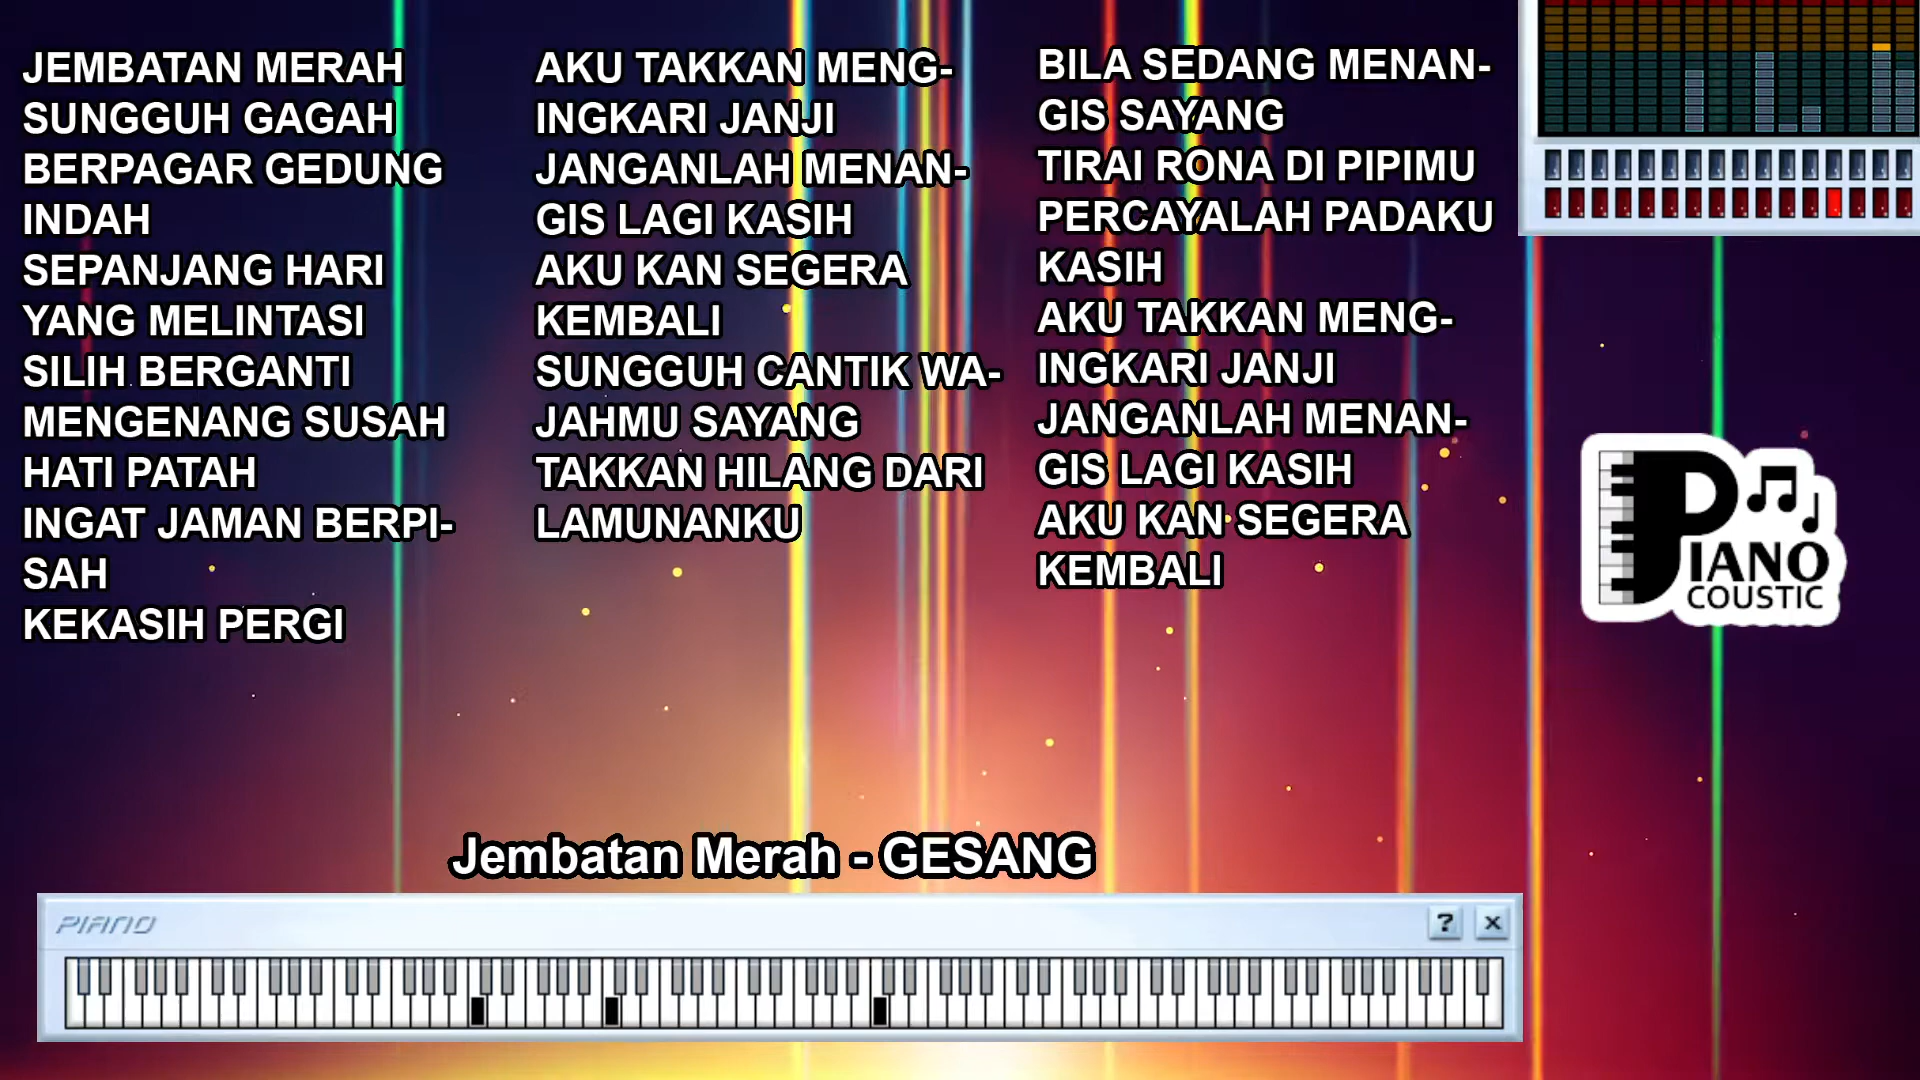 JEMBATAN MERAH
SUNGGUH GAGAH
BERPAGAR GEDUNG
INDAH
SEPANJANG HARI
YANG MELINTASI
SILIH BERGANTI
MENGENANG SUSAH
HATI PATAH
INGAT JAMAN BERPI-
SAH
KEKASIH PERGI
AKU TAKKAN MENG-
INGKARI JANJI
JANGANLAH MENAN-
GIS LAGI KASIH
AKU KAN SEGERA
KEMBALI
SUNGGUH CANTIK WA-
JAHMU SAYANG
TAKKAN HILANG DARI
LAMUNANKU
BILA SEDANG MENAN-
GIS SAYANG
TIRAI RONA DI PIPIMU
PERCAYALAH PADAKU
KASIH
AKU TAKKAN MENG-
INGKARI JANJI
JANGANLAH MENAN-
GIS LAGI KASIH
AKU KAN SEGERA
KEMBALI
PIANO
COUSTIC
Jembatan Merah - GESANG
PIANO
? x